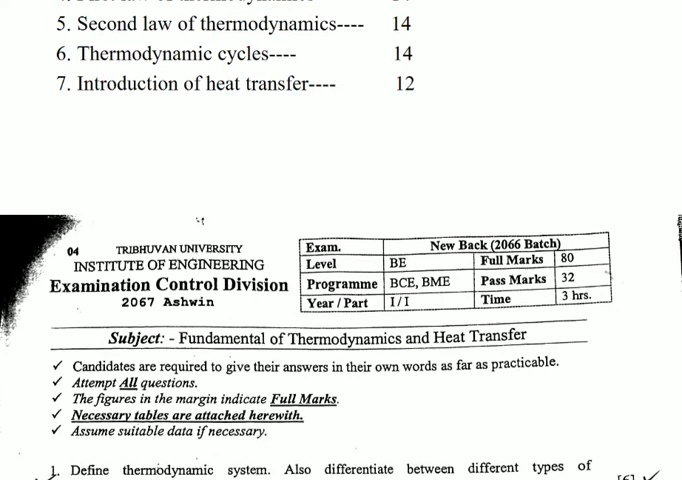 5. Second law of thermodynamics---- 14
6. Thermodynamic cycles---- 14
7. Introduction of heat transfer---- 12
04 TRIBHUVAN UNIVERSITY
INSTITUTE OF ENGINEERING
Examination Control Division
2067 Ashwin
Exam. New Back (2066 Batch)
Level BE Full Marks 80
Programme BCE, BME Pass Marks 32
Year / Part I / I Time 3 hrs.
Subject: - Fundamental of Thermodynamics and Heat Transfer
✓ Candidates are required to give their answers in their own words as far as practicable.
✓ Attempt All questions.
✓ The figures in the margin indicate Full Marks.
✓ Necessary tables are attached herewith.
✓ Assume suitable data if necessary.
1. Define thermodynamic system. Also differentiate between different types of